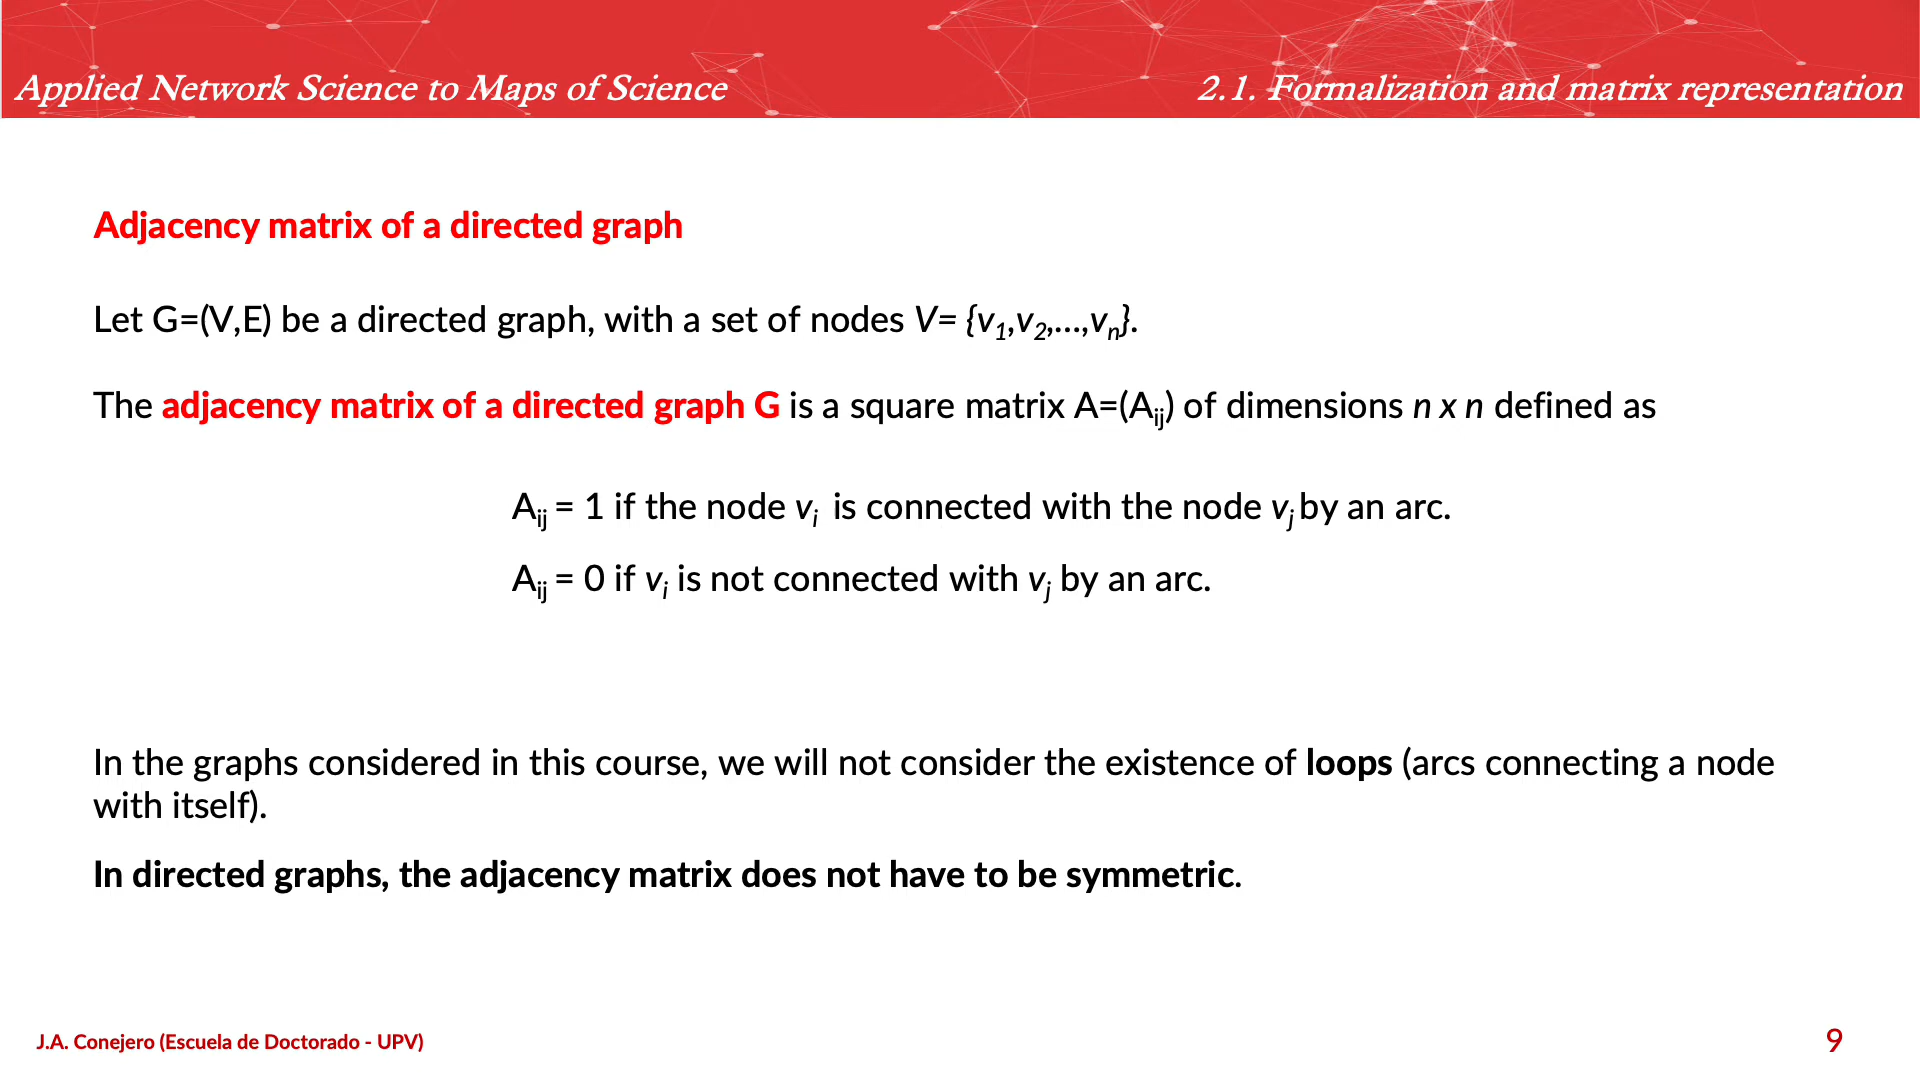 Applied Network Science to Maps of Science
2.1. Formalization and matrix representation
Adjacency matrix of a directed graph
Let G=(V,E) be a directed graph, with a set of nodes V= {v1,v2,...,vn}.
The adjacency matrix of a directed graph G is a square matrix A=(Aij) of dimensions n x n defined as
Aij = 1 if the node vi is connected with the node vj by an arc.
Aij = 0 if vi is not connected with vj by an arc.
In the graphs considered in this course, we will not consider the existence of loops (arcs connecting a node
with itself).
In directed graphs, the adjacency matrix does not have to be symmetric.
J.A. Conejero (Escuela de Doctorado - UPV)
9